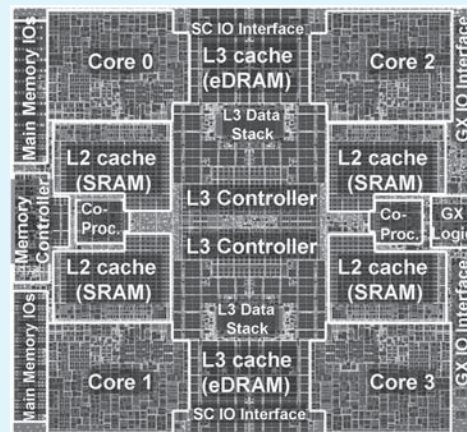 SC IO Interface
Main Memory IOs
Core 0
L3 cache
(eDRAM)
Core 2
GX IO Interface
L3 Data
Stack
L2 cache
(SRAM)
L2 cache
(SRAM)
L3 Controller
Memory
Controller
Co-
Proc.
Co-
Proc.
GX
Logic
L3 Controller
L2 cache
(SRAM)
L2 cache
(SRAM)
L3 Data
Stack
Main Memory IOs
Core 1
L3 cache
(eDRAM)
Core 3
GX IO Interface
SC IO Interface